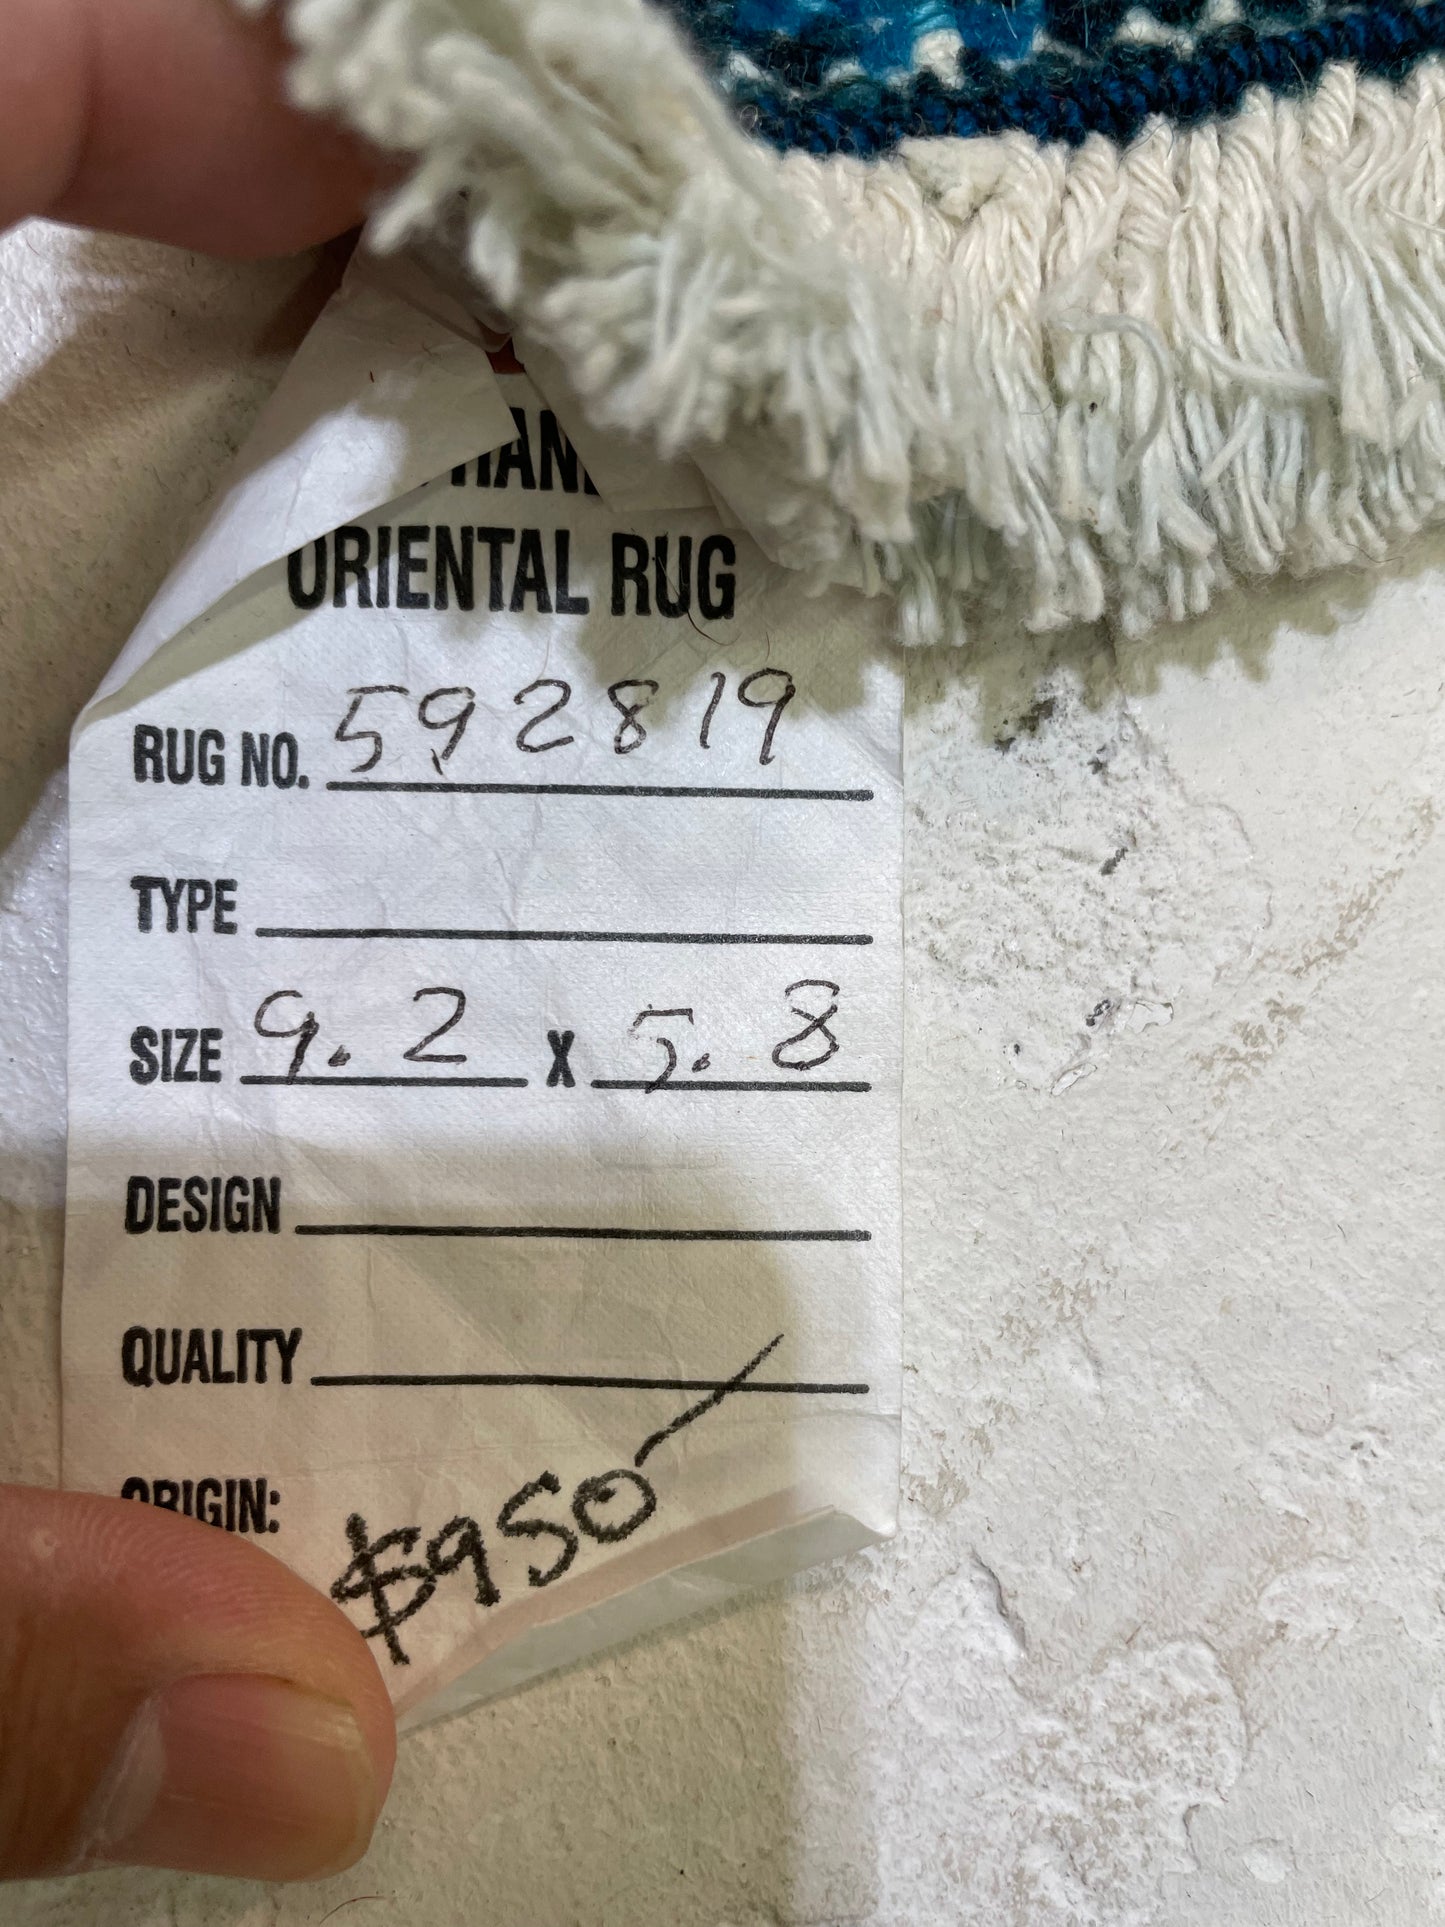 ORIENTAL RUG
RUG NO. 592819
TYPE
SIZE 9.2 X 5.8
DESIGN
QUALITY
ORIGIN: $950